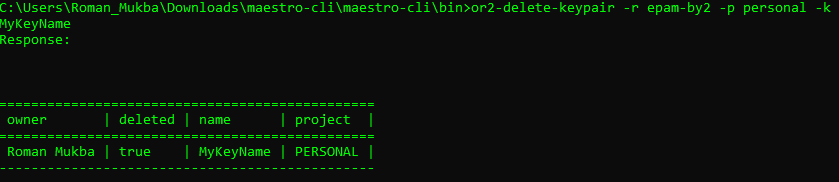 C:\Users\Roman_Mukba\Downloads\maestro-cli\maestro-cli\bin>or2-delete-keypair -r epam-by2 -p personal -k
MyKeyName
Response:
===============================================
 owner       | deleted | name      | project  |
===============================================
 Roman Mukba | true    | MyKeyName | PERSONAL |
-----------------------------------------------